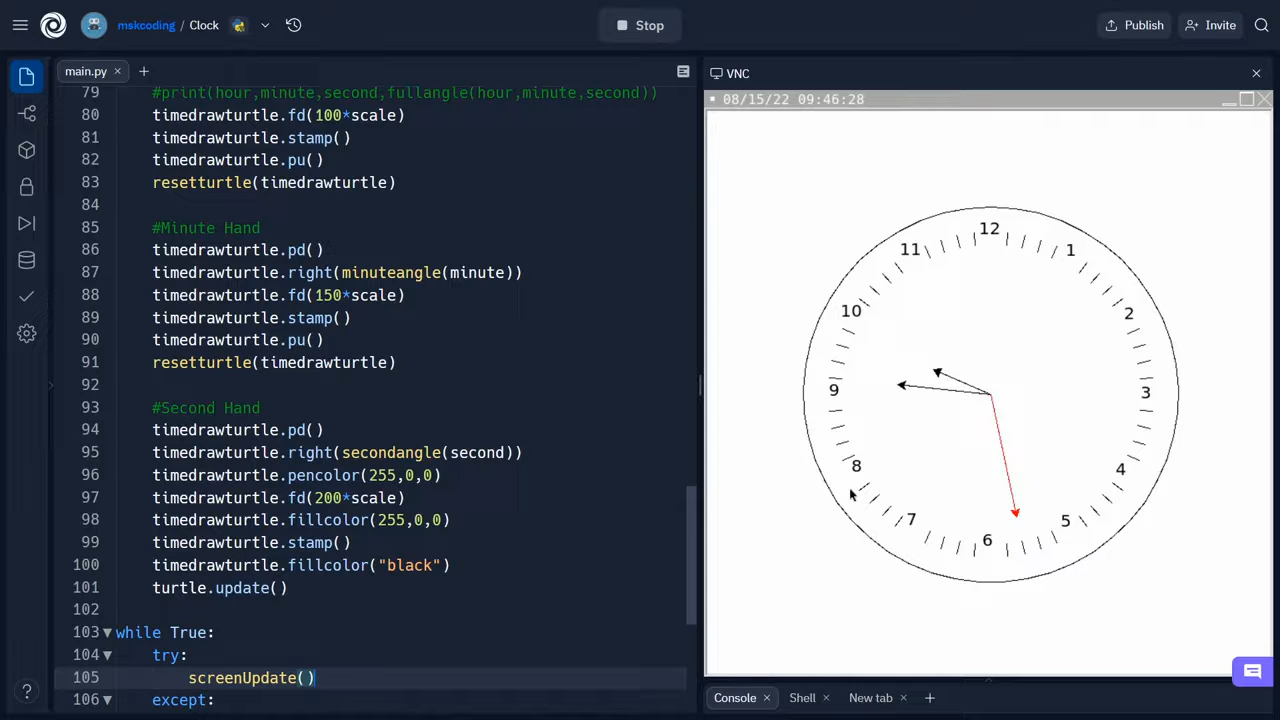 mskcoding / Clock
Stop
Publish
Invite
main.py
79 #print(hour,minute,second,fullangle(hour,minute,second))
80 timedrawturtle.fd(100*scale)
81 timedrawturtle.stamp()
82 timedrawturtle.pu()
83 resetturtle(timedrawturtle)
84
85 #Minute Hand
86 timedrawturtle.pd()
87 timedrawturtle.right(minuteangle(minute))
88 timedrawturtle.fd(150*scale)
89 timedrawturtle.stamp()
90 timedrawturtle.pu()
91 resetturtle(timedrawturtle)
92
93 #Second Hand
94 timedrawturtle.pd()
95 timedrawturtle.right(secondangle(second))
96 timedrawturtle.pencolor(255,0,0)
97 timedrawturtle.fd(200*scale)
98 timedrawturtle.fillcolor(255,0,0)
99 timedrawturtle.stamp()
100 timedrawturtle.fillcolor("black")
101 turtle.update()
102
103 while True:
104 try:
105 screenUpdate()
106 except:
VNC
08/15/22 09:46:28
12
1
2
3
4
5
6
7
8
9
10
11
Console
Shell
New tab
?